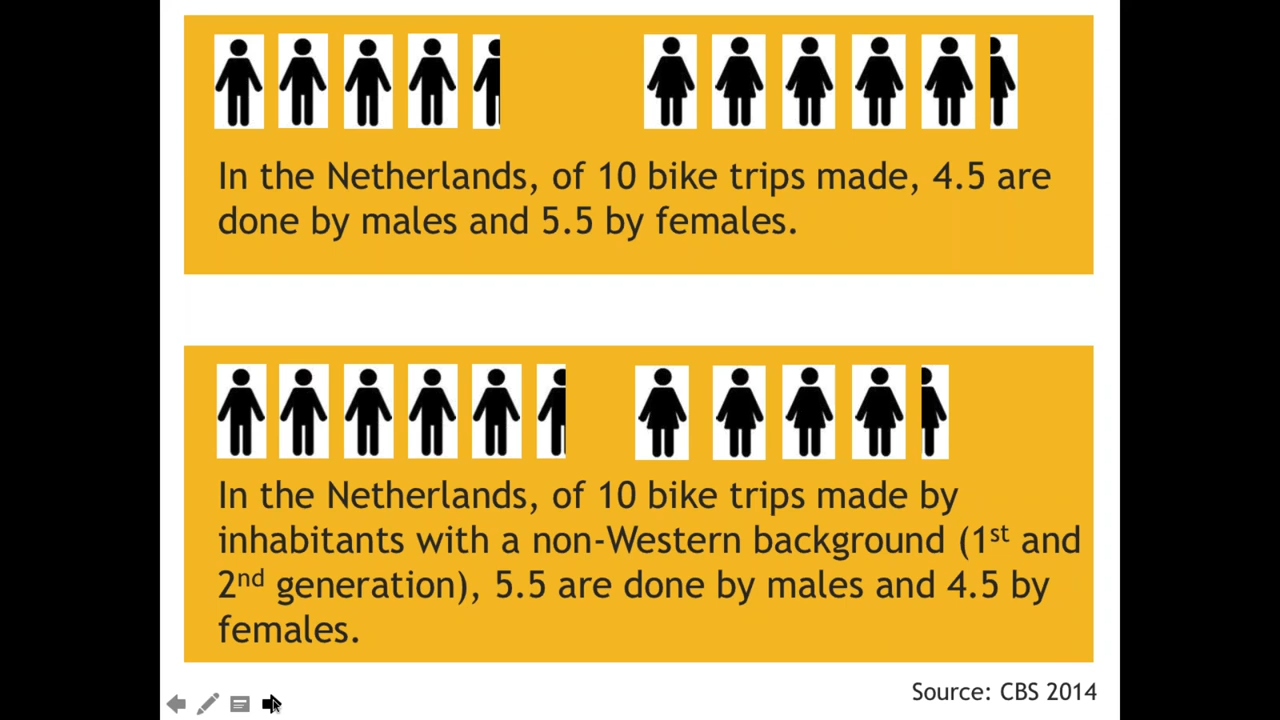 In the Netherlands, of 10 bike trips made, 4.5 are
done by males and 5.5 by females.
In the Netherlands, of 10 bike trips made by
inhabitants with a non-Western background (1st and
2nd generation), 5.5 are done by males and 4.5 by
females.
Source: CBS 2014